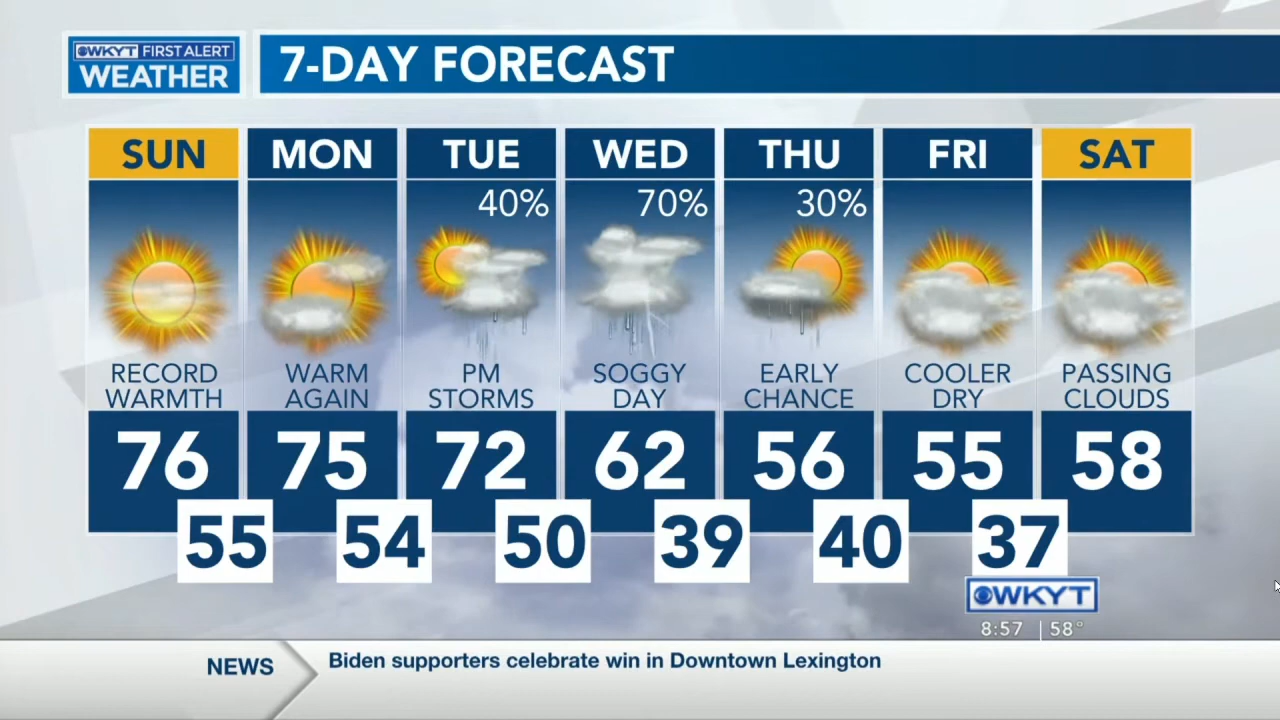 WKYT FIRST ALERT
WEATHER
7-DAY FORECAST
SUN MON TUE WED THU FRI SAT
40% 70% 30%
RECORD WARM PM SOGGY EARLY COOLER PASSING
WARMTH AGAIN STORMS DAY CHANCE DRY CLOUDS
76 75 72 62 56 55 58
55 54 50 39 40 37
WKYT
8:57 | 58°
NEWS Biden supporters celebrate win in Downtown Lexington